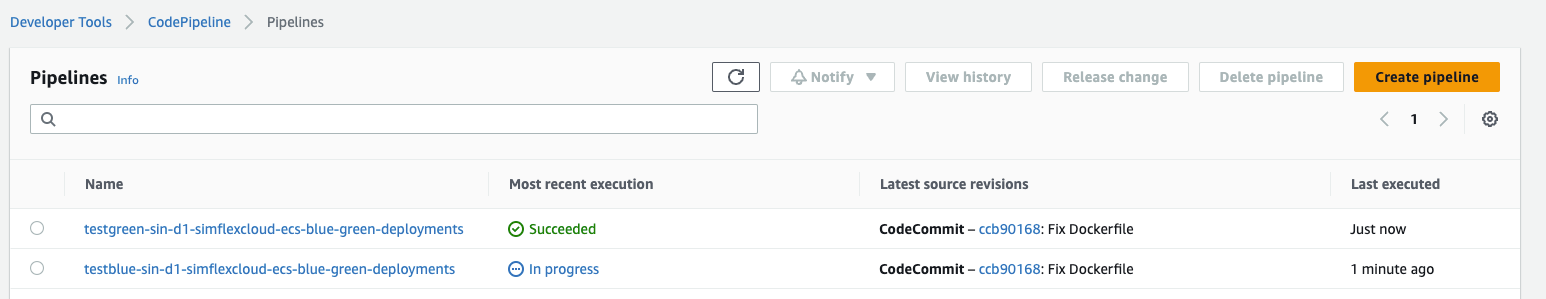 Developer Tools > CodePipeline > Pipelines
Pipelines Info Notify View history Release change Delete pipeline Create pipeline
1
Name Most recent execution Latest source revisions Last executed
testgreen-sin-d1-simflexcloud-ecs-blue-green-deployments Succeeded CodeCommit – ccb90168: Fix Dockerfile Just now
testblue-sin-d1-simflexcloud-ecs-blue-green-deployments In progress CodeCommit – ccb90168: Fix Dockerfile 1 minute ago